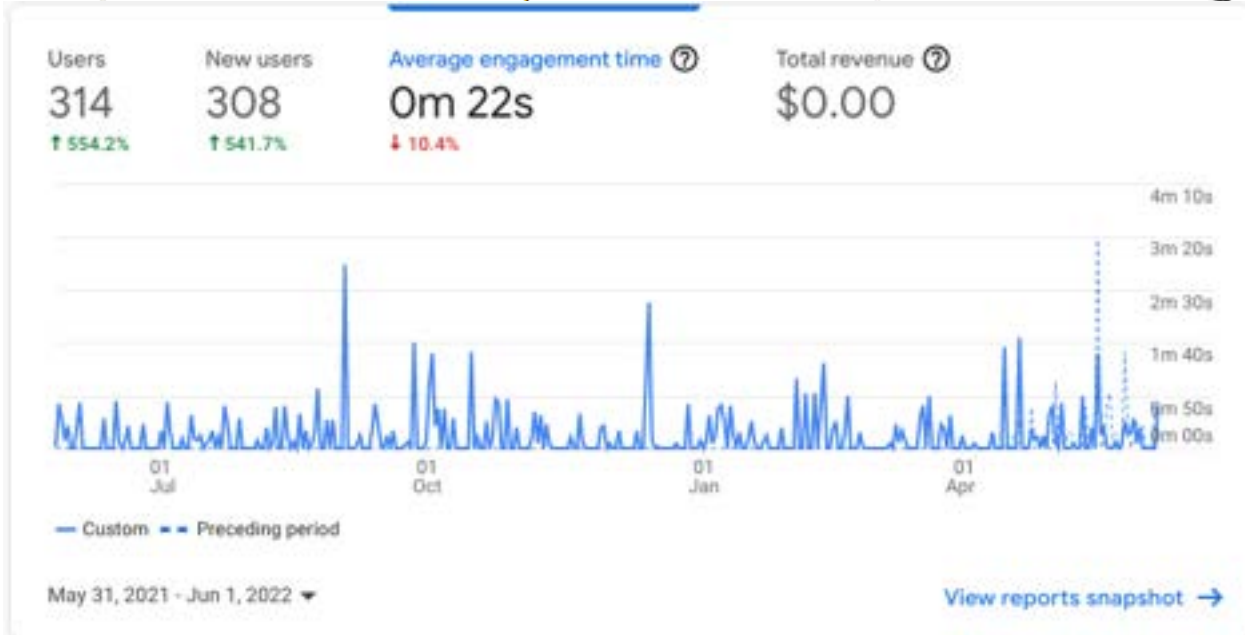 Users
314
↑ 554.2%
New users
308
↑ 541.7%
Average engagement time ?
0m 22s
↓ 10.4%
Total revenue ?
$0.00
4m 10s
3m 20s
2m 30s
1m 40s
0m 50s
0m 00s
01
Jul
01
Oct
01
Jan
01
Apr
Custom
Preceding period
May 31, 2021 - Jun 1, 2022
View reports snapshot →